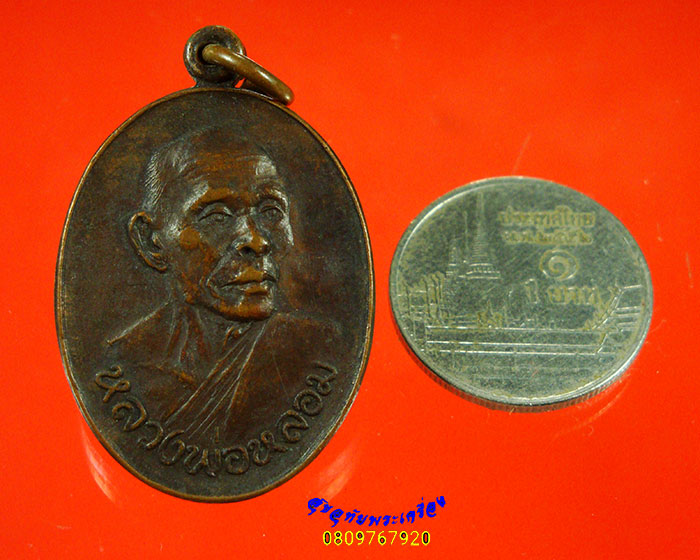 หลวงพ่อหลอม
ประเทศไทย
๑
1 บาท
0809767920